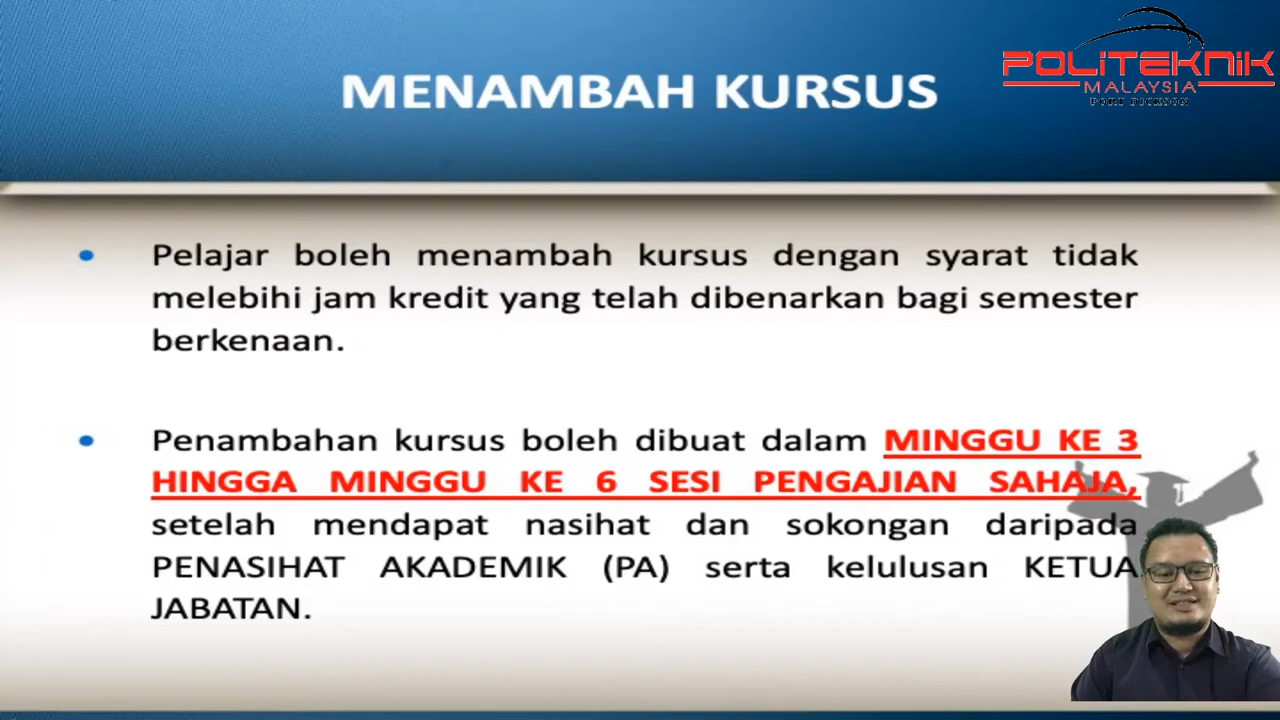 POLITEKNIK
MALAYSIA
PORT DICKSON
MENAMBAH KURSUS
Pelajar boleh menambah kursus dengan syarat tidak
melebihi jam kredit yang telah dibenarkan bagi semester
berkenaan.
Penambahan kursus boleh dibuat dalam MINGGU KE 3
HINGGA MINGGU KE 6 SESI PENGAJIAN SAHAJA,
setelah mendapat nasihat dan sokongan daripada
PENASIHAT AKADEMIK (PA) serta kelulusan KETUA
JABATAN.